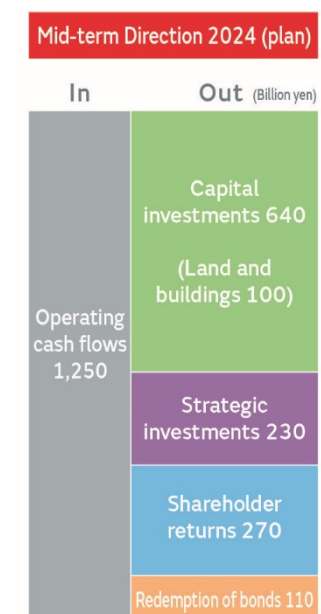 Mid-term Direction 2024 (plan)
In
Out (Billion yen)
Capital
investments 640
(Land and
buildings 100)
Operating
cash flows
1,250
Strategic
investments 230
Shareholder
returns 270
Redemption of bonds 110